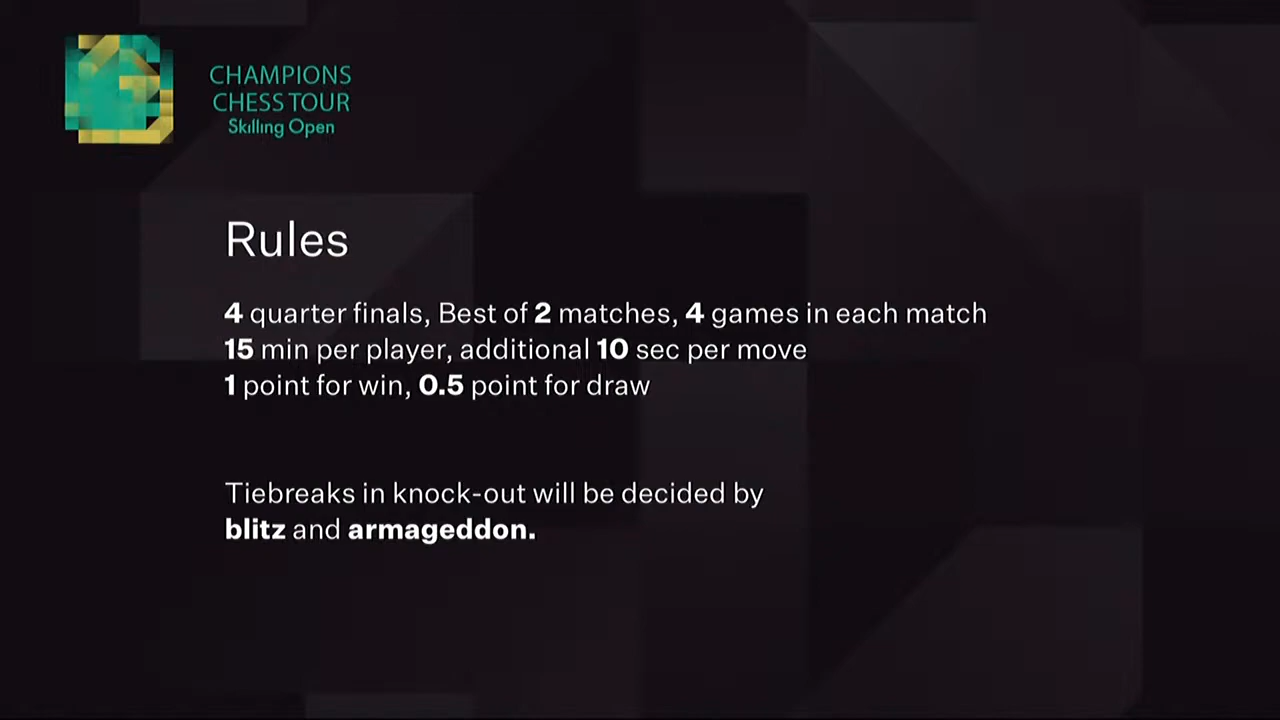 CHAMPIONS
CHESS TOUR
Skilling Open
Rules
4 quarter finals, Best of 2 matches, 4 games in each match
15 min per player, additional 10 sec per move
1 point for win, 0.5 point for draw
Tiebreaks in knock-out will be decided by
blitz and armageddon.